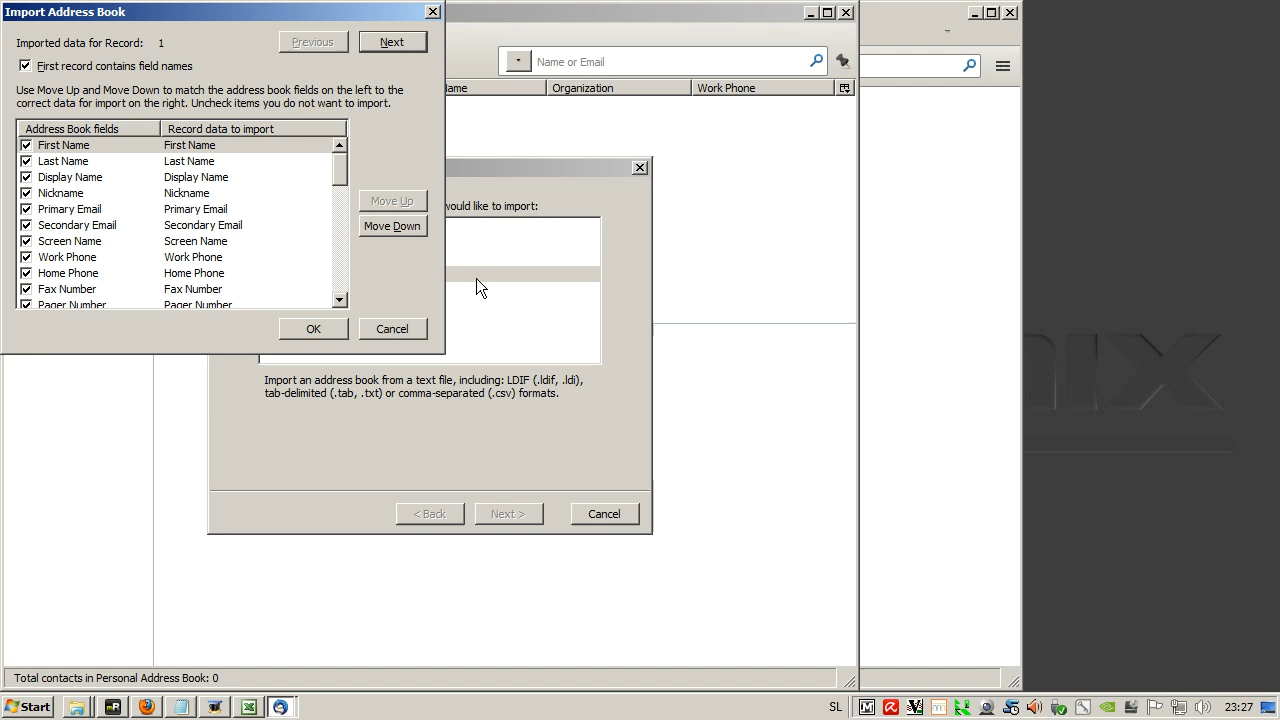 Import Address Book
Imported data for Record: 1
Previous
Next
First record contains field names
Use Move Up and Move Down to match the address book fields on the left to the
correct data for import on the right. Uncheck items you do not want to import.
Address Book fields Record data to import
First Name First Name
Last Name Last Name
Display Name Display Name
Nickname Nickname
Primary Email Primary Email
Secondary Email Secondary Email
Screen Name Screen Name
Work Phone Work Phone
Home Phone Home Phone
Fax Number Fax Number
Pager Number Pager Number
Move Up
Move Down
OK
Cancel
Name or Email
Organization
Work Phone
would like to import:
Import an address book from a text file, including: LDIF (.ldif, .ldi),
tab-delimited (.tab, .txt) or comma-separated (.csv) formats.
< Back
Next >
Cancel
Total contacts in Personal Address Book: 0
Start
SL
23:27